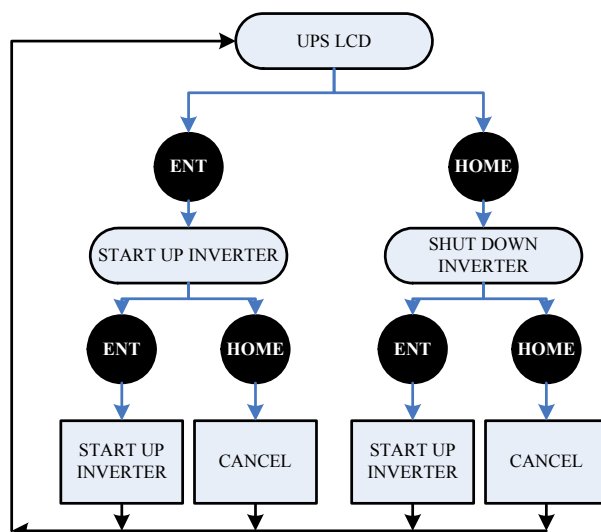 UPS LCD
ENT
HOME
START UP INVERTER
SHUT DOWN
INVERTER
ENT
HOME
ENT
HOME
START UP
INVERTER
CANCEL
START UP
INVERTER
CANCEL